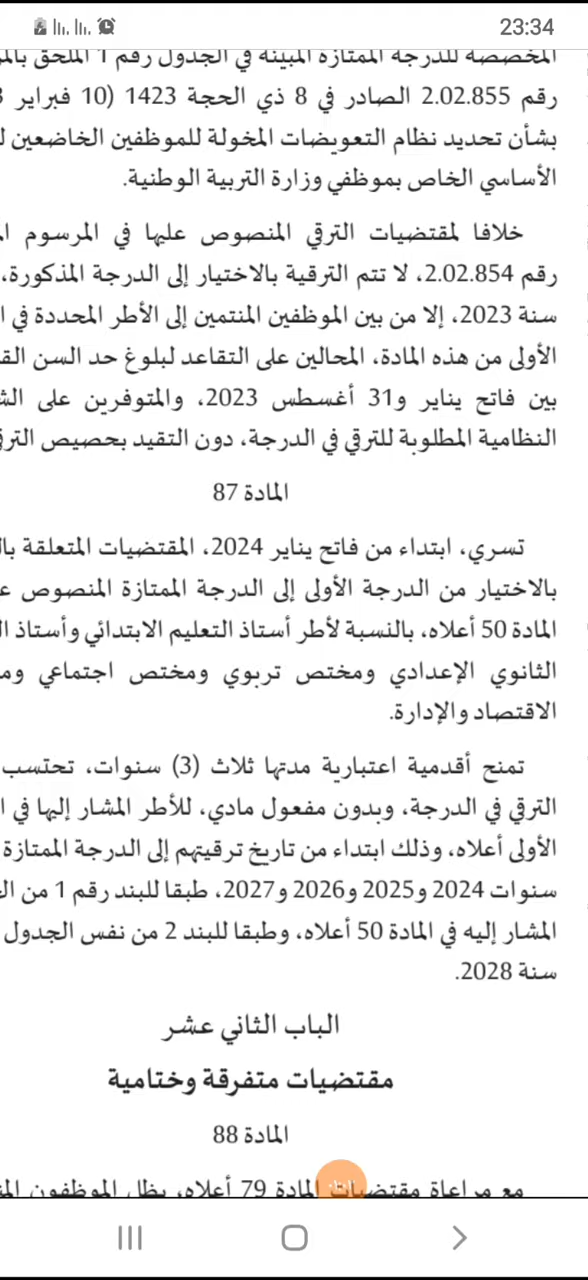 23:34
المخصصة للدرجة الممتازة المبينة في الجدول رقم 1 الملحق
رقم 2.02.855 الصادر في 8 ذي الحجة 1423 (10 فبراير
بشأن تحديد نظام التعويضات المخولة للموظفين الخاضعين
الأساسي الخاص بموظفي وزارة التربية الوطنية.
خلافا لمقتضيات الترقي المنصوص عليها في المرسوم
رقم 2.02.854، لا تتم الترقية بالاختيار إلى الدرجة المذكورة،
سنة 2023، إلا من بين الموظفين المنتمين إلى الأطر المحددة في
الأولى من هذه المادة، المحالين على التقاعد لبلوغ حد السن
بين فاتح يناير و31 أغسطس 2023، والمتوفرين على
النظامية المطلوبة للترقي في الدرجة، دون التقيد بحصيص
المادة 87
تسري، ابتداء من فاتح يناير 2024، المقتضيات المتعلقة
بالاختيار من الدرجة الأولى إلى الدرجة الممتازة المنصوص
المادة 50 أعلاه، بالنسبة لأطر أستاذ التعليم الابتدائي وأستاذ
الثانوي الإعدادي ومختص تربوي ومختص اجتماعي
الاقتصاد والإدارة.
تمنح أقدمية اعتبارية مدتها ثلاث (3) سنوات، تحتسب
الترقي في الدرجة، وبدون مفعول مادي، للأطر المشار إليها في
الأولى أعلاه، وذلك ابتداء من تاريخ ترقيتهم إلى الدرجة الممتازة
سنوات 2024 و2025 و2026 و2027، طبقا للبند رقم 1 من
المشار إليه في المادة 50 أعلاه، وطبقا للبند 2 من نفس الجدول
سنة 2028.
الباب الثاني عشر
مقتضيات متفرقة وختامية
المادة 88
مع مراعاة مقتضيات المادة 79 أعلاه، يظل الموظفون